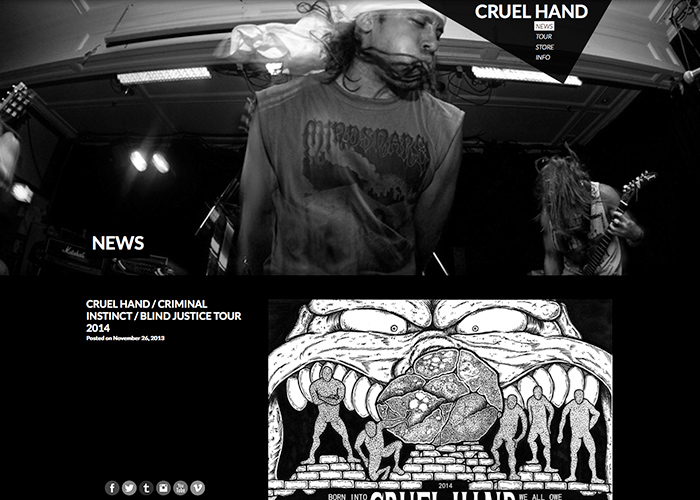 CRUEL HAND
NEWS
TOUR
STORE
INFO
Marshall
NEWS
CRUEL HAND / CRIMINAL
INSTINCT / BLIND JUSTICE TOUR
2014
Posted on November 26, 2013
2014
BORN INTO CRUEL HAND WE ALL OWE